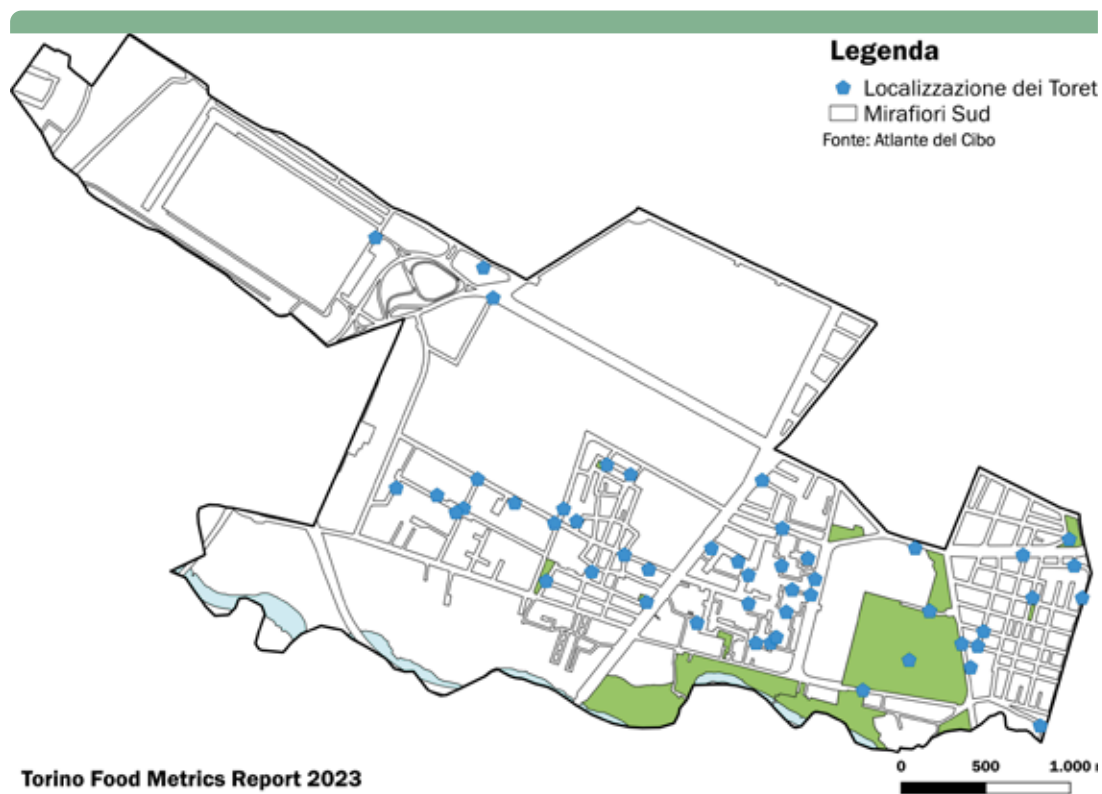 Legenda
Localizzazione dei Toret
Mirafiori Sud
Fonte: Atlante del Cibo
Torino Food Metrics Report 2023
0 500 1.000